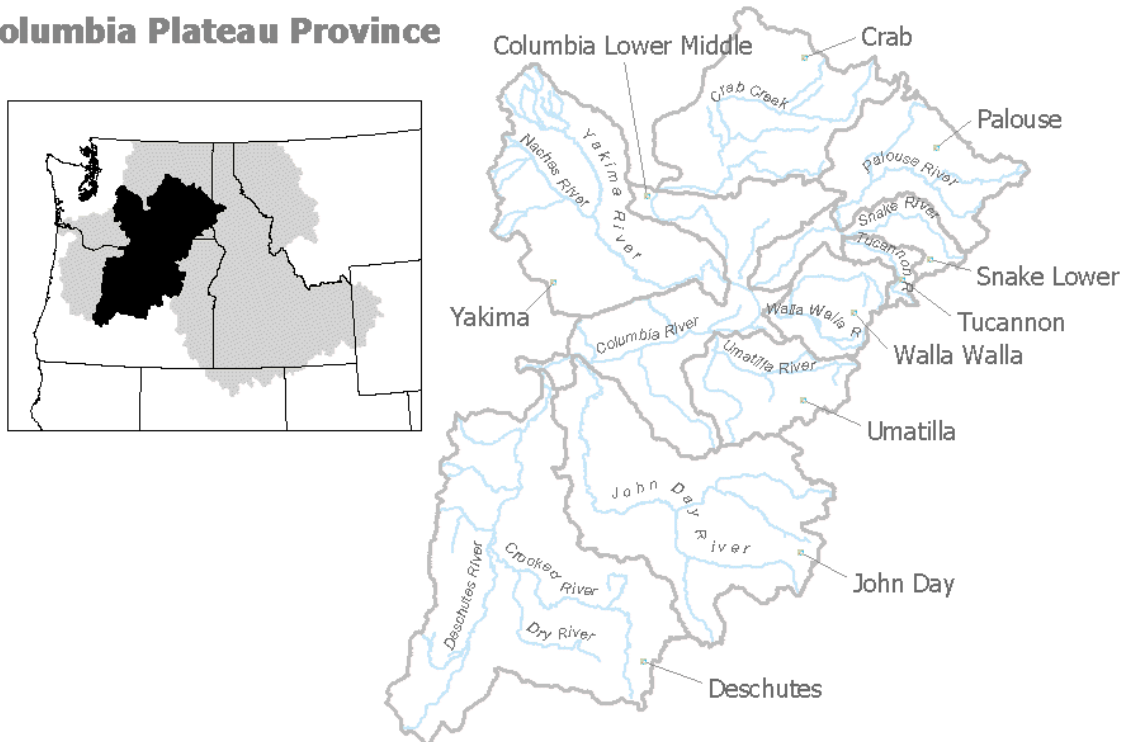 olumbia Plateau Province
Columbia Lower Middle
Crab
Crab Creek
Palouse
Yakima River
Naches River
Palouse River
Snake River
Tucannon R
Snake Lower
Tucannon
Yakima
Walla Walla R
Columbia River
Walla Walla
Umatilla River
Umatilla
John Day River
Crooked River
Deschutes River
John Day
Dry River
Deschutes